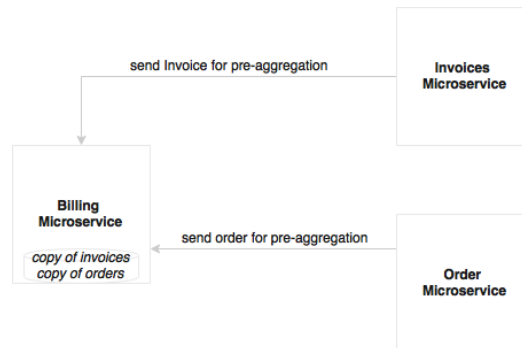 send Invoice for pre-aggregation
Invoices
Microservice
Billing
Microservice
copy of invoices
copy of orders
send order for pre-aggregation
Order
Microservice